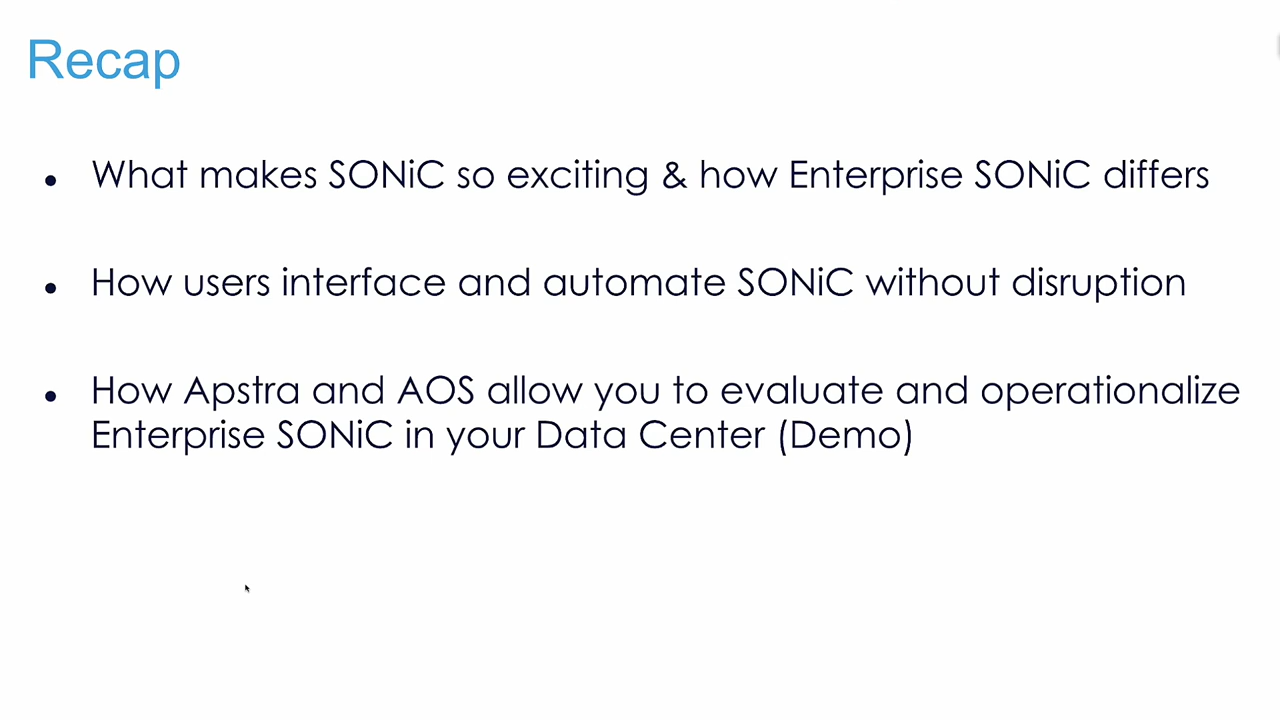 Recap
• What makes SONiC so exciting & how Enterprise SONiC differs
• How users interface and automate SONiC without disruption
• How Apstra and AOS allow you to evaluate and operationalize
Enterprise SONiC in your Data Center (Demo)